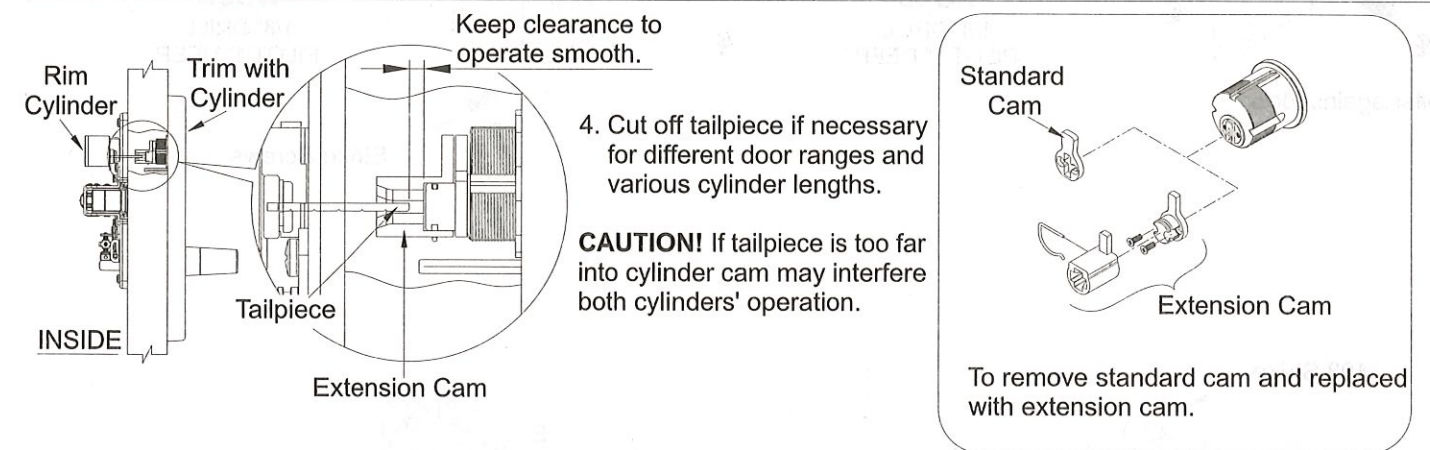 Keep clearance to
operate smooth.
Rim
Cylinder
Trim with
Cylinder
Tailpiece
INSIDE
Extension Cam
4. Cut off tailpiece if necessary
for different door ranges and
various cylinder lengths.
CAUTION! If tailpiece is too far
into cylinder cam may interfere
both cylinders' operation.
Standard
Cam
Extension Cam
To remove standard cam and replaced
with extension cam.